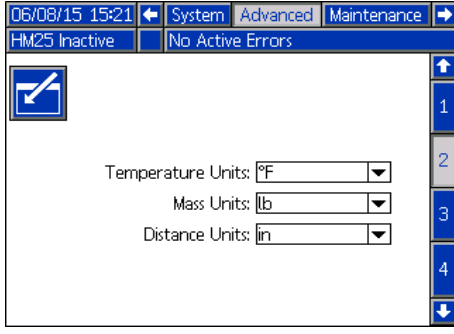 06/08/15 15:21 System Advanced Maintenance
HM25 Inactive No Active Errors
1
Temperature Units: °F
2
Mass Units: lb
3
Distance Units: in
4